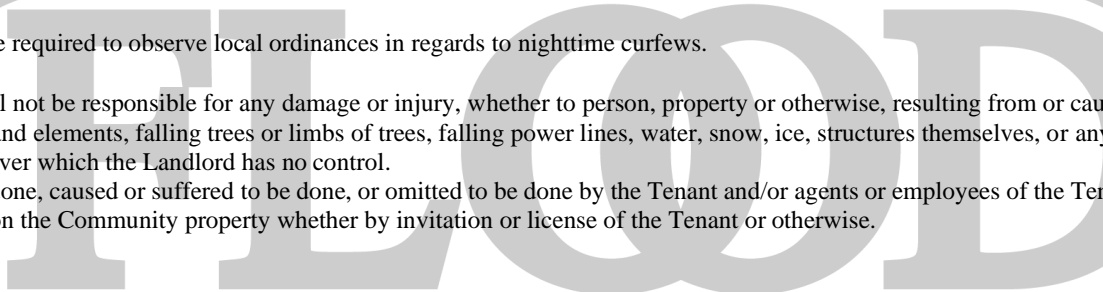 e required to observe local ordinances in regards to nighttime curfews.
l not be responsible for any damage or injury, whether to person, property or otherwise, resulting from or cau
and elements, falling trees or limbs of trees, falling power lines, water, snow, ice, structures themselves, or any
ver which the Landlord has no control.
one, caused or suffered to be done, or omitted to be done by the Tenant and/or agents or employees of the Ten
on the Community property whether by invitation or license of the Tenant or otherwise.
FLOOD